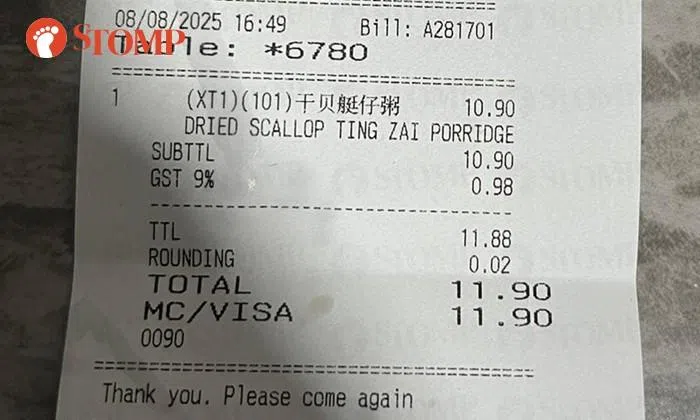 08/08/2025 16:49 Bill: A281701
STOMP
Table: *6780
1 (XT1)(101)干贝艇仔粥 10.90
DRIED SCALLOP TING ZAI PORRIDGE
SUBTTL 10.90
GST 9% 0.98
TTL 11.88
ROUNDING 0.02
TOTAL 11.90
MC/VISA 11.90
0090
Thank you. Please come again